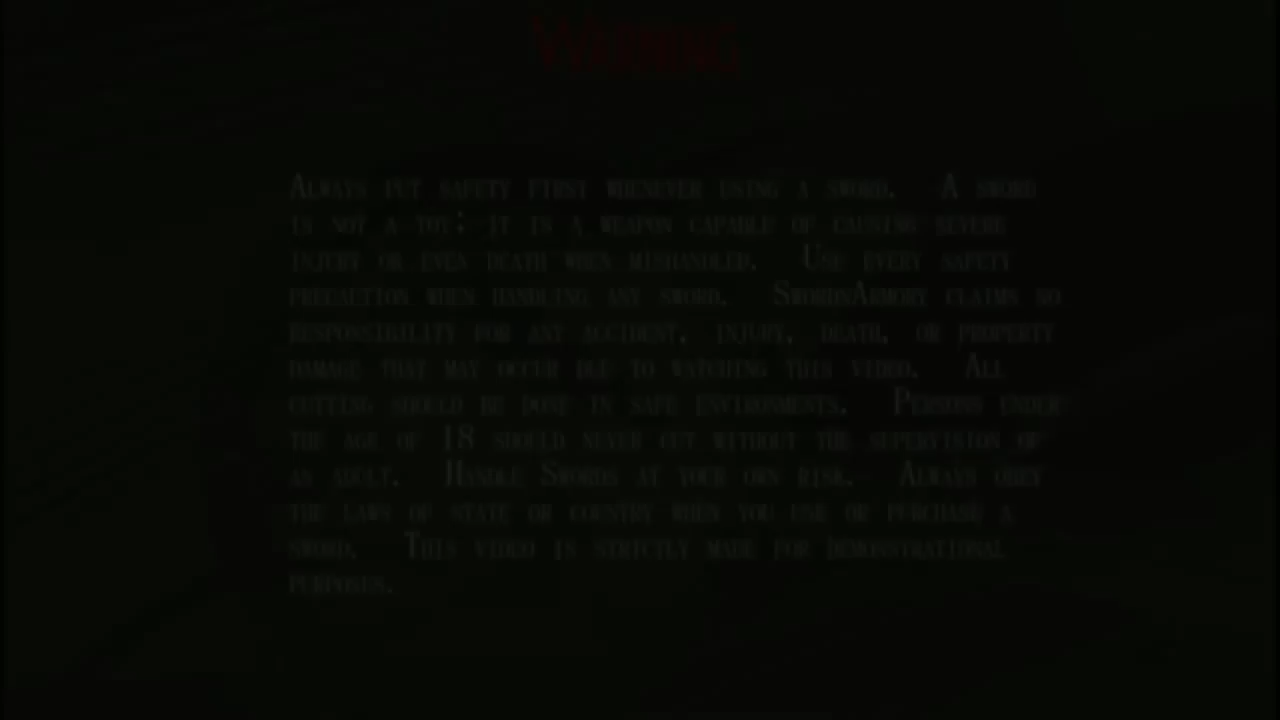 Warning
Always put safety first whenever using a sword. A sword
is not a toy; it is a weapon capable of causing severe
injury or even death when mishandled. Use every safety
precaution when handling any sword. SwordsArmory claims no
responsibility for any accident, injury, death, or property
damage that may occur due to watching this video. All
cutting should be done in safe environments. Persons under
the age of 18 should never cut without the supervision of
an adult. Handle Swords at your own risk. Always obey
the laws of state or country when you use or purchase a
sword. This video is strictly made for demonstrational
purposes.